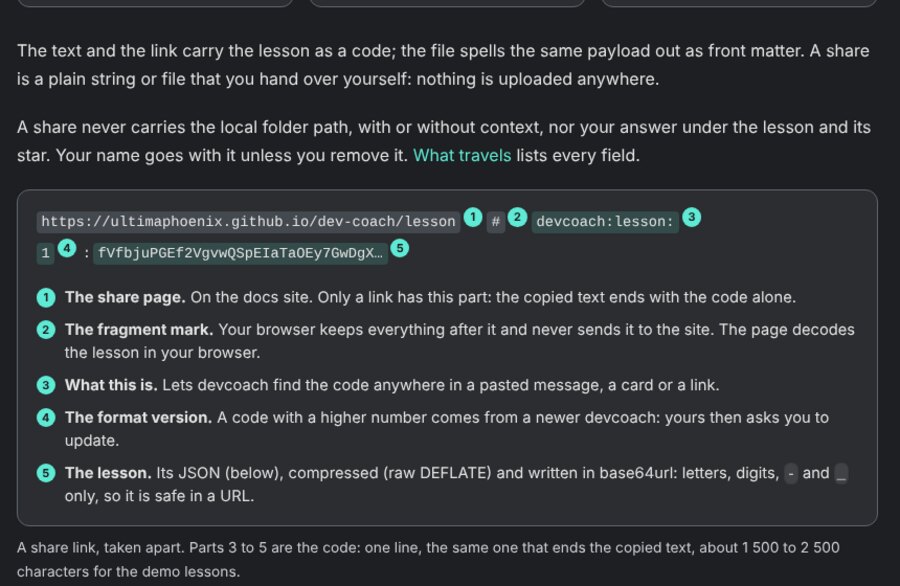 The text and the link carry the lesson as a code; the file spells the same payload out as front matter. A share
is a plain string or file that you hand over yourself: nothing is uploaded anywhere.
A share never carries the local folder path, with or without context, nor your answer under the lesson and its
star. Your name goes with it unless you remove it. What travels lists every field.
https://ultimaphoenix.github.io/dev-coach/lesson 1 # 2 devcoach:lesson: 3
1 4 : fVfbjuPGEf2VgvwQSpEIaTaOEy7GwDgX… 5
1 The share page. On the docs site. Only a link has this part: the copied text ends with the code alone.
2 The fragment mark. Your browser keeps everything after it and never sends it to the site. The page decodes
the lesson in your browser.
3 What this is. Lets devcoach find the code anywhere in a pasted message, a card or a link.
4 The format version. A code with a higher number comes from a newer devcoach: yours then asks you to
update.
5 The lesson. Its JSON (below), compressed (raw DEFLATE) and written in base64url: letters, digits, - and _
only, so it is safe in a URL.
A share link, taken apart. Parts 3 to 5 are the code: one line, the same one that ends the copied text, about 1 500 to 2 500
characters for the demo lessons.